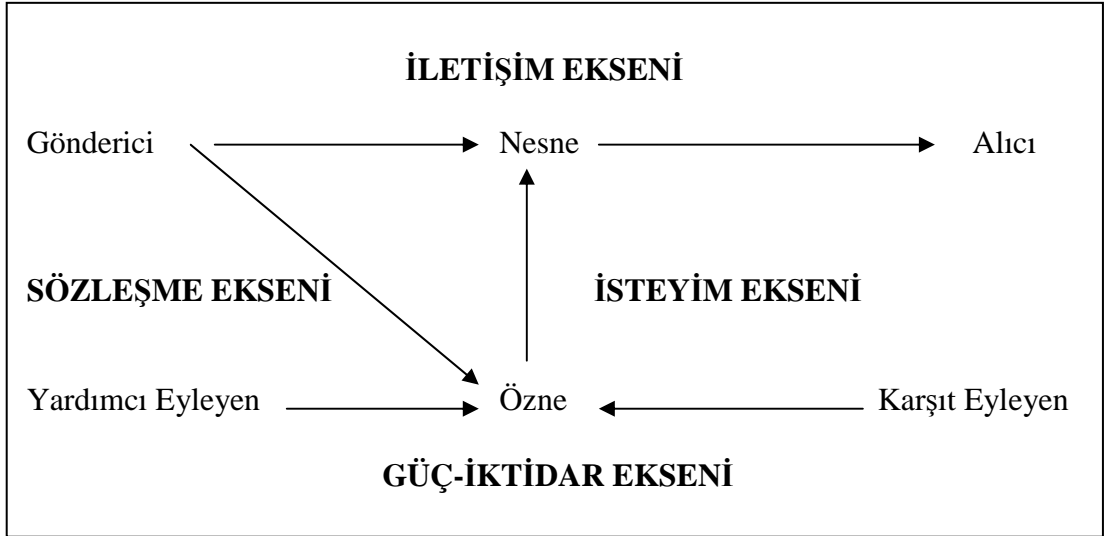 İLETİŞİM EKSENİ
Gönderici Nesne Alıcı
SÖZLEŞME EKSENİ İSTEYİM EKSENİ
Yardımcı Eyleyen Özne Karşıt Eyleyen
GÜÇ-İKTİDAR EKSENİ